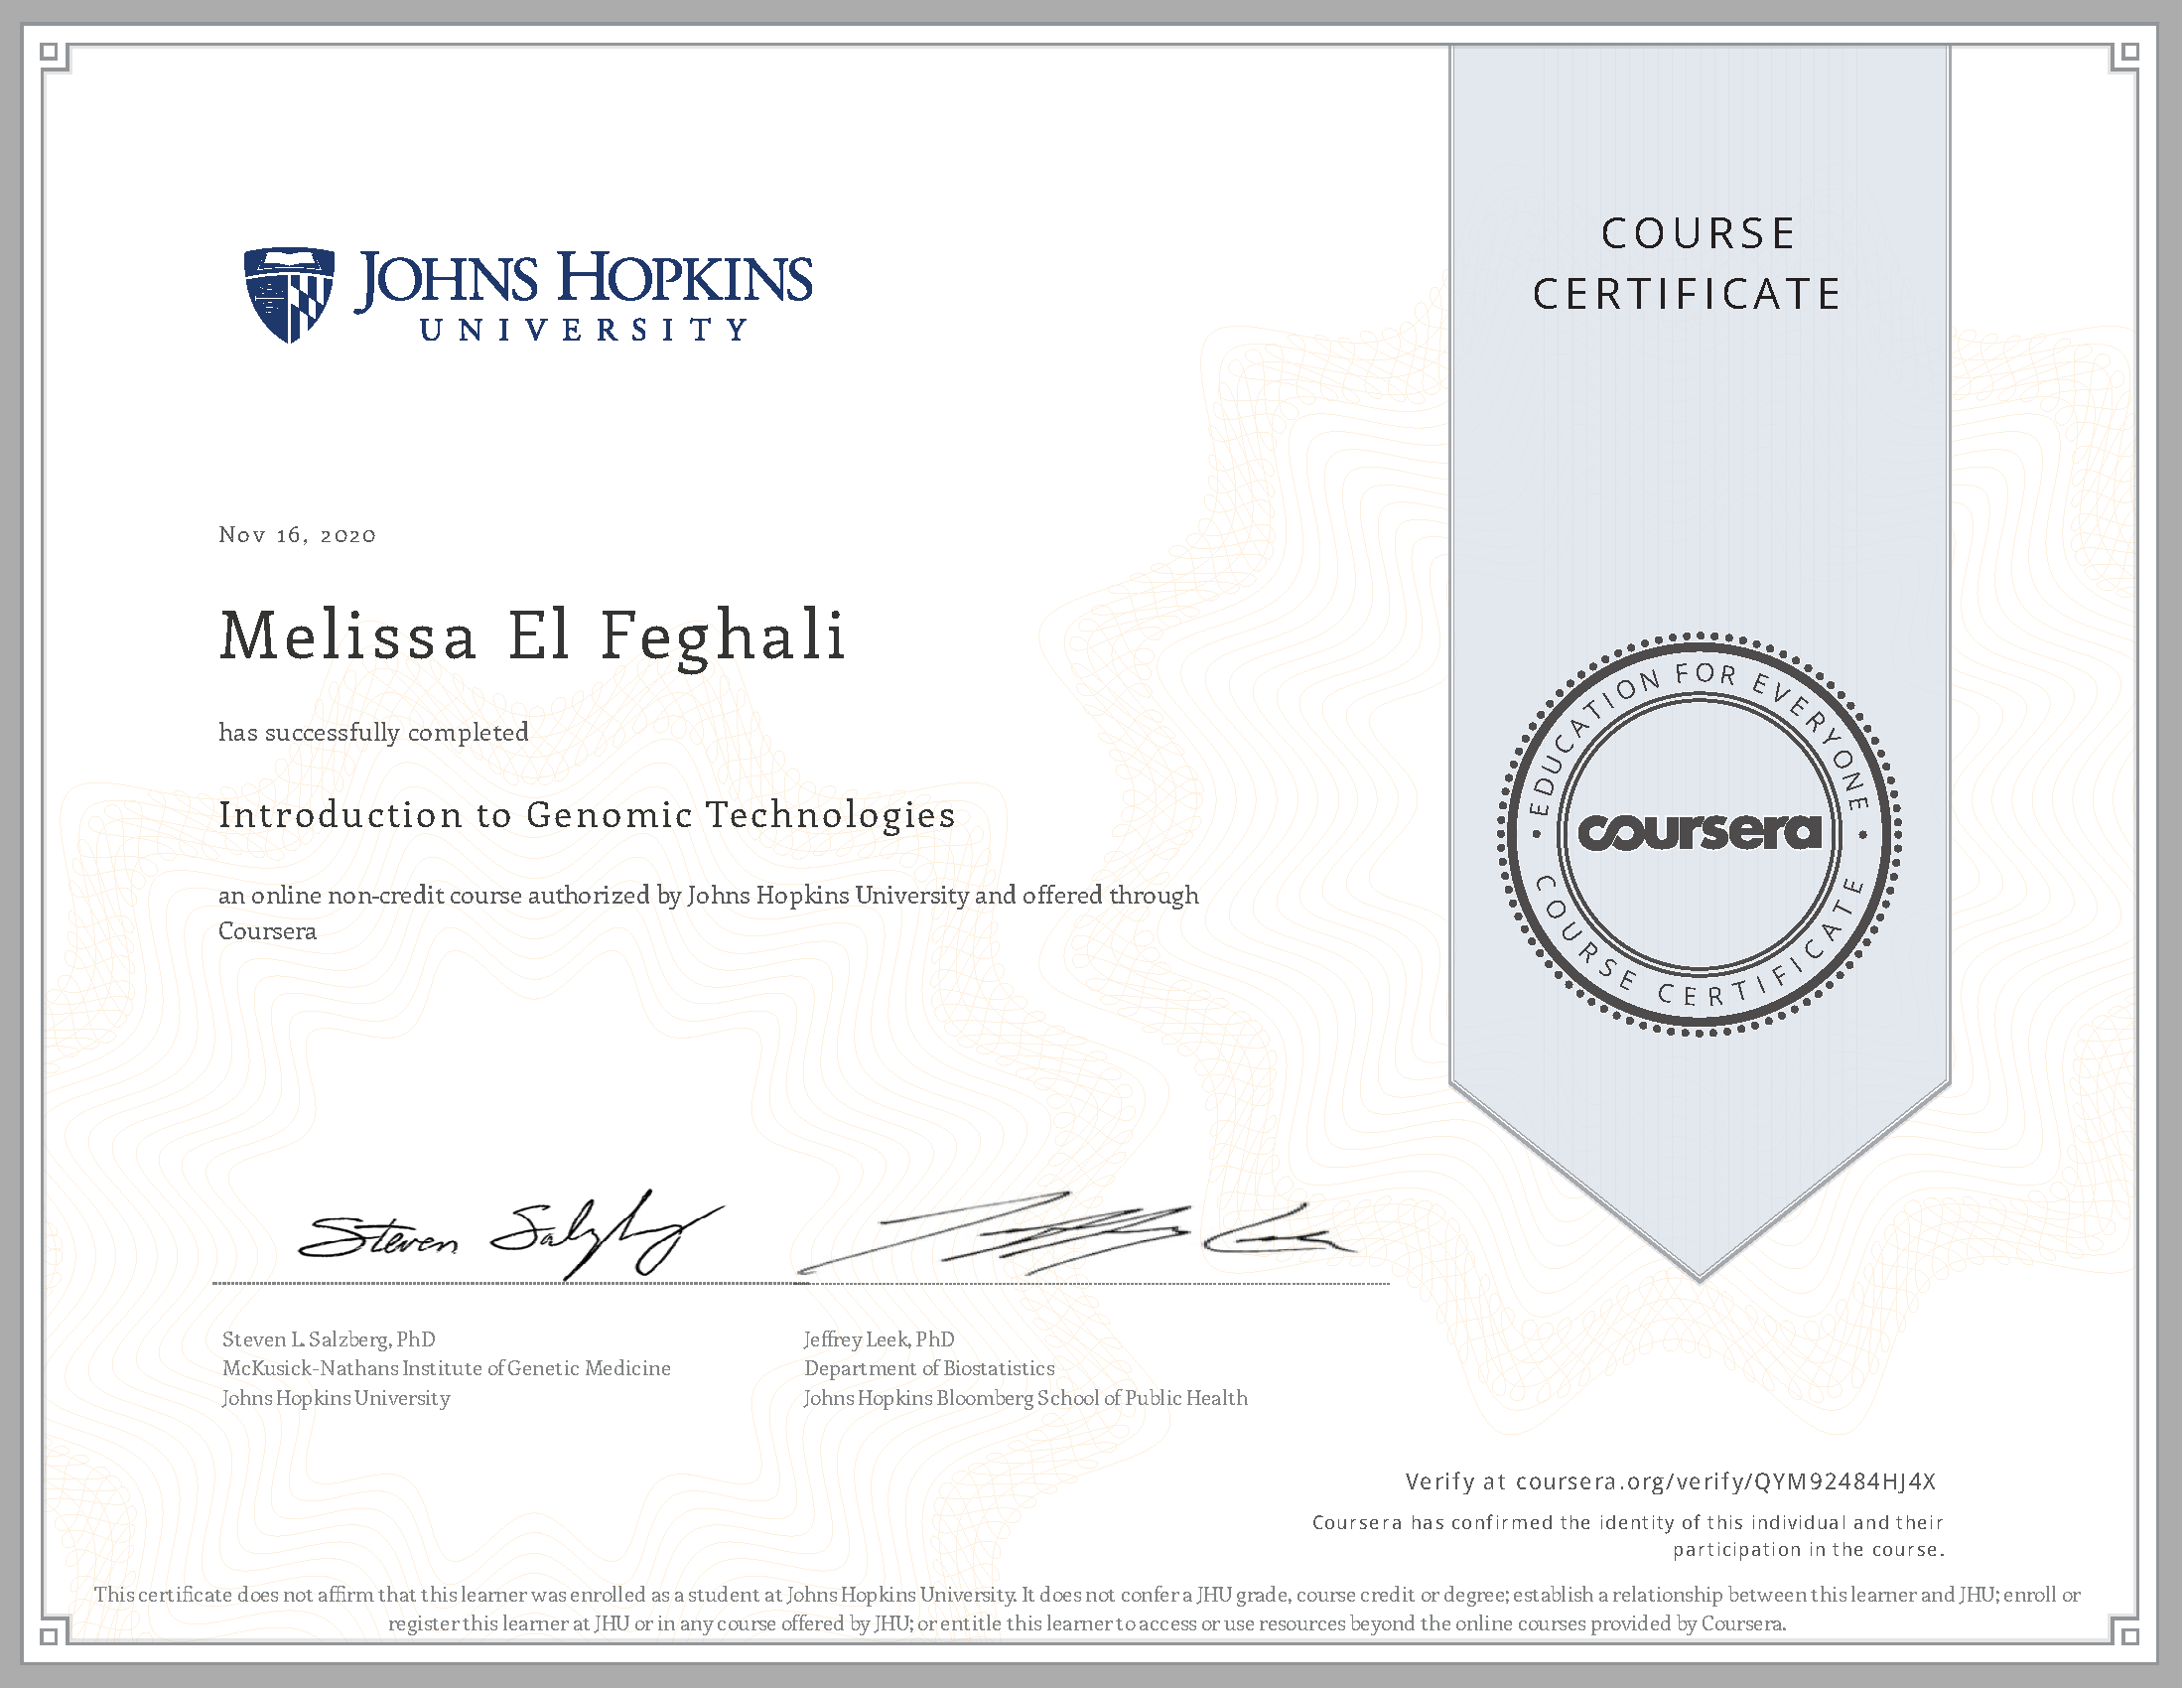 JOHNS HOPKINS
UNIVERSITY
COURSE
CERTIFICATE
Nov 16, 2020
Melissa El Feghali
has successfully completed
Introduction to Genomic Technologies
an online non-credit course authorized by Johns Hopkins University and offered through
Coursera
EDUCATION FOR EVERYONE
coursera
COURSE CERTIFICATE
Steven Salzberg
Steven L. Salzberg, PhD
McKusick-Nathans Institute of Genetic Medicine
Johns Hopkins University
Jeffrey Leek, PhD
Department of Biostatistics
Johns Hopkins Bloomberg School of Public Health
Verify at coursera.org/verify/QYM92484HJ4X
Coursera has confirmed the identity of this individual and their
participation in the course.
This certificate does not affirm that this learner was enrolled as a student at Johns Hopkins University. It does not confer a JHU grade, course credit or degree; establish a relationship between this learner and JHU; enroll or
register this learner at JHU or in any course offered by JHU; or entitle this learner to access or use resources beyond the online courses provided by Coursera.